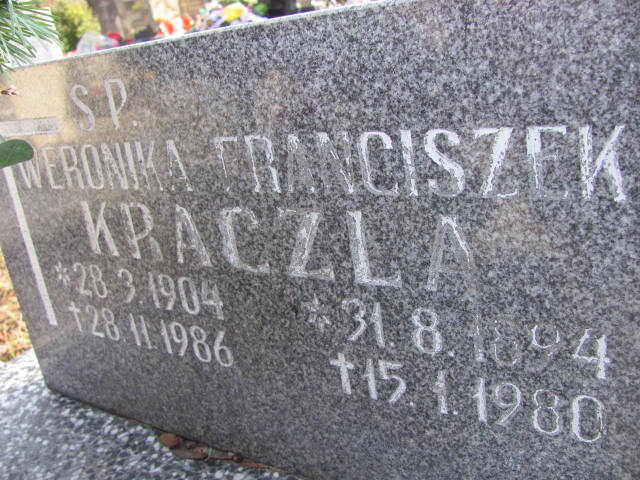 S.P.
WERONIKA FRANCISZEK
KRACZLA
*28.3.1904 *31.8.1894
†28.11.1986 †15.1.1980